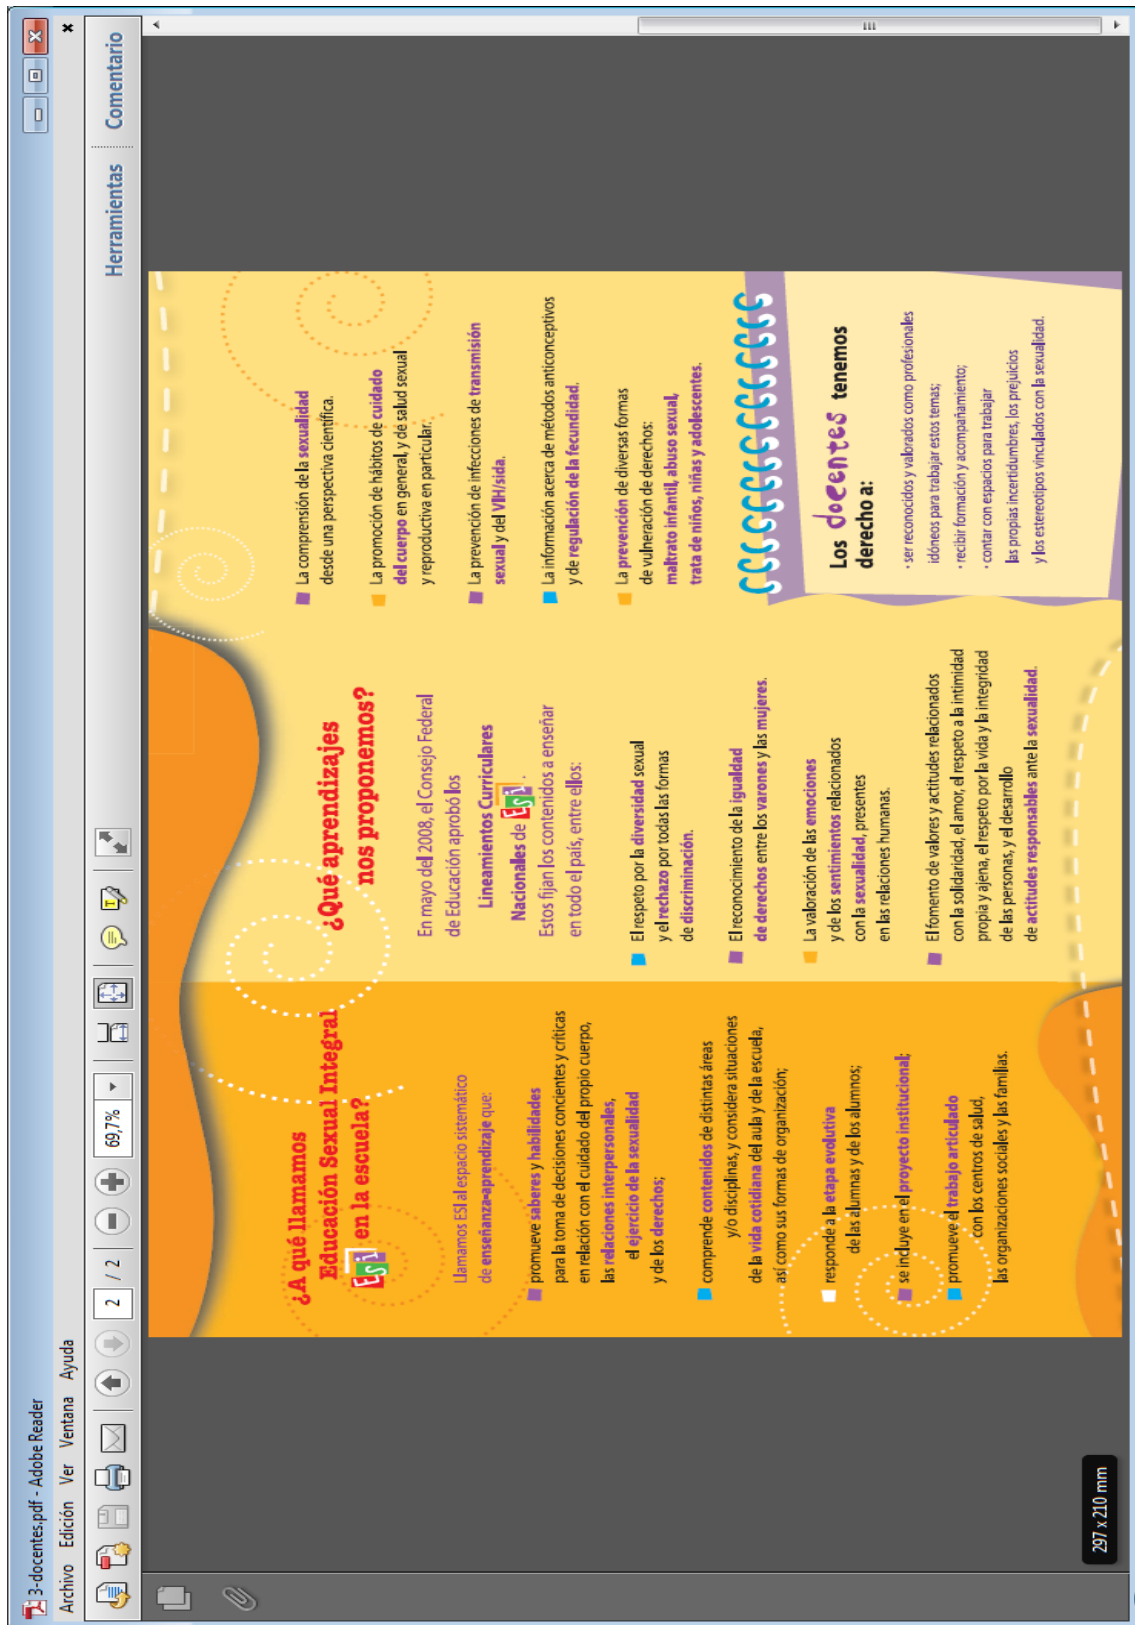 3-docentes.pdf - Adobe Reader
Archivo Edición Ver Ventana Ayuda
2 / 2 69,7% Herramientas Comentario
¿A qué llamamos
Educación Sexual Integral
ESI en la escuela?
Llamamos ESI al espacio sistemático
de enseñanza-aprendizaje que:
promueve saberes y habilidades
para la toma de decisiones concientes y críticas
en relación con el cuidado del propio cuerpo,
las relaciones interpersonales,
el ejercicio de la sexualidad
y de los derechos;
comprende contenidos de distintas áreas
y/o disciplinas, y considera situaciones
de la vida cotidiana del aula y de la escuela,
así como sus formas de organización;
responde a la etapa evolutiva
de las alumnas y de los alumnos;
se incluye en el proyecto institucional;
promueve el trabajo articulado
con los centros de salud,
las organizaciones sociales y las familias.
¿Qué aprendizajes
nos proponemos?
En mayo del 2008, el Consejo Federal
de Educación aprobó los
Lineamientos Curriculares
Nacionales de ESI.
Estos fijan los contenidos a enseñar
en todo el país, entre ellos:
El respeto por la diversidad sexual
y el rechazo por todas las formas
de discriminación.
El reconocimiento de la igualdad
de derechos entre los varones y las mujeres.
La valoración de las emociones
y de los sentimientos relacionados
con la sexualidad, presentes
en las relaciones humanas.
El fomento de valores y actitudes relacionados
con la solidaridad, el amor, el respeto a la intimidad
propia y ajena, el respeto por la vida y la integridad
de las personas, y el desarrollo
de actitudes responsables ante la sexualidad.
La comprensión de la sexualidad
desde una perspectiva científica.
La promoción de hábitos de cuidado
del cuerpo en general, y de salud sexual
y reproductiva en particular.
La prevención de infecciones de transmisión
sexual y del VIH/sida.
La información acerca de métodos anticonceptivos
y de regulación de la fecundidad.
La prevención de diversas formas
de vulneración de derechos:
maltrato infantil, abuso sexual,
trata de niños, niñas y adolescentes.
Los docentes tenemos
derecho a:
• ser reconocidos y valorados como profesionales
idóneos para trabajar estos temas;
• recibir formación y acompañamiento;
• contar con espacios para trabajar
las propias incertidumbres, los prejuicios
y los estereotipos vinculados con la sexualidad.
297 x 210 mm